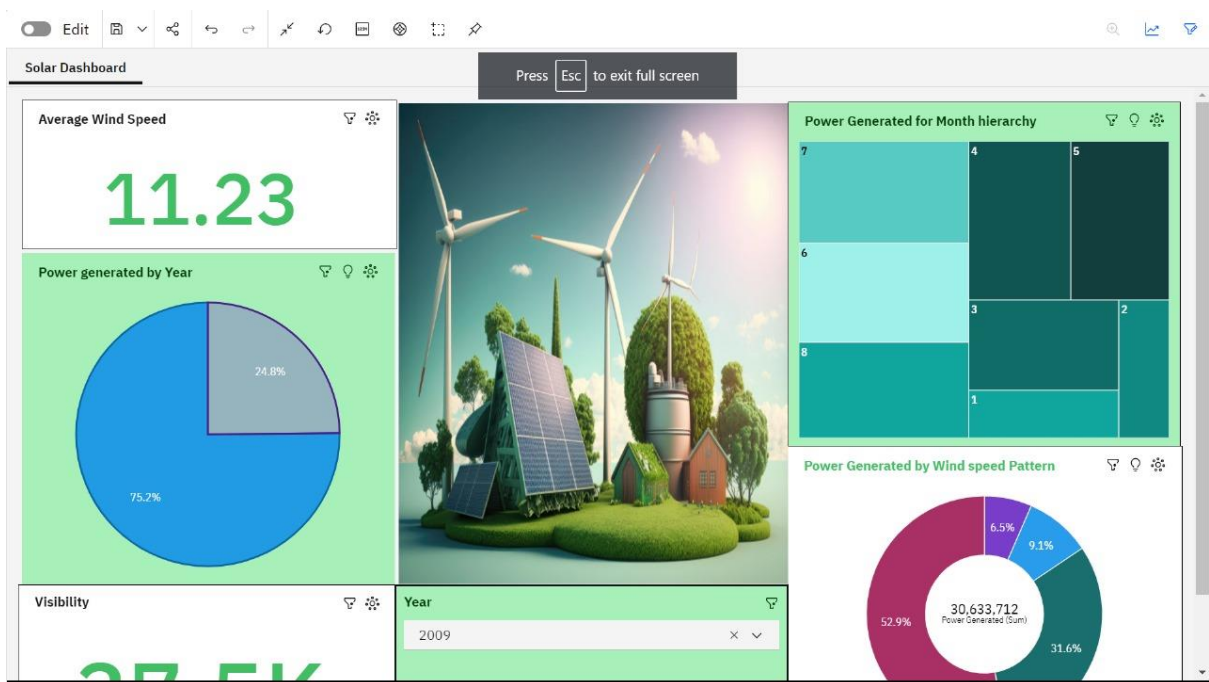 Edit
Solar Dashboard
Press Esc to exit full screen
Average Wind Speed
11.23
Power generated by Year
24.8%
75.2%
Visibility
Year
2009
Power Generated for Month hierarchy
7
4
5
6
3
2
8
1
Power Generated by Wind speed Pattern
6.5%
9.1%
52.9%
30,633,712
Power Generated (Sum)
31.6%